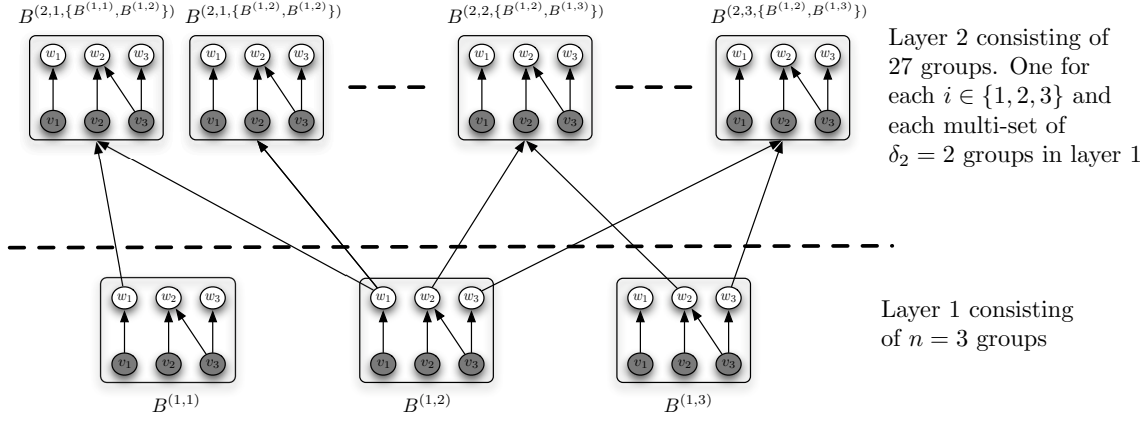 B^{(2,1,\{B^{(1,1)},B^{(1,2)}\})} B^{(2,1,\{B^{(1,2)},B^{(1,2)}\})} B^{(2,2,\{B^{(1,2)},B^{(1,3)}\})} B^{(2,3,\{B^{(1,2)},B^{(1,3)}\})}
w₁ w₂ w₃ w₁ w₂ w₃ w₁ w₂ w₃ w₁ w₂ w₃
v₁ v₂ v₃ v₁ v₂ v₃ v₁ v₂ v₃ v₁ v₂ v₃
Layer 2 consisting of
27 groups. One for
each i ∈ {1, 2, 3} and
each multi-set of
δ₂ = 2 groups in layer 1
w₁ w₂ w₃ w₁ w₂ w₃ w₁ w₂ w₃
v₁ v₂ v₃ v₁ v₂ v₃ v₁ v₂ v₃
B^{(1,1)} B^{(1,2)} B^{(1,3)}
Layer 1 consisting
of n = 3 groups